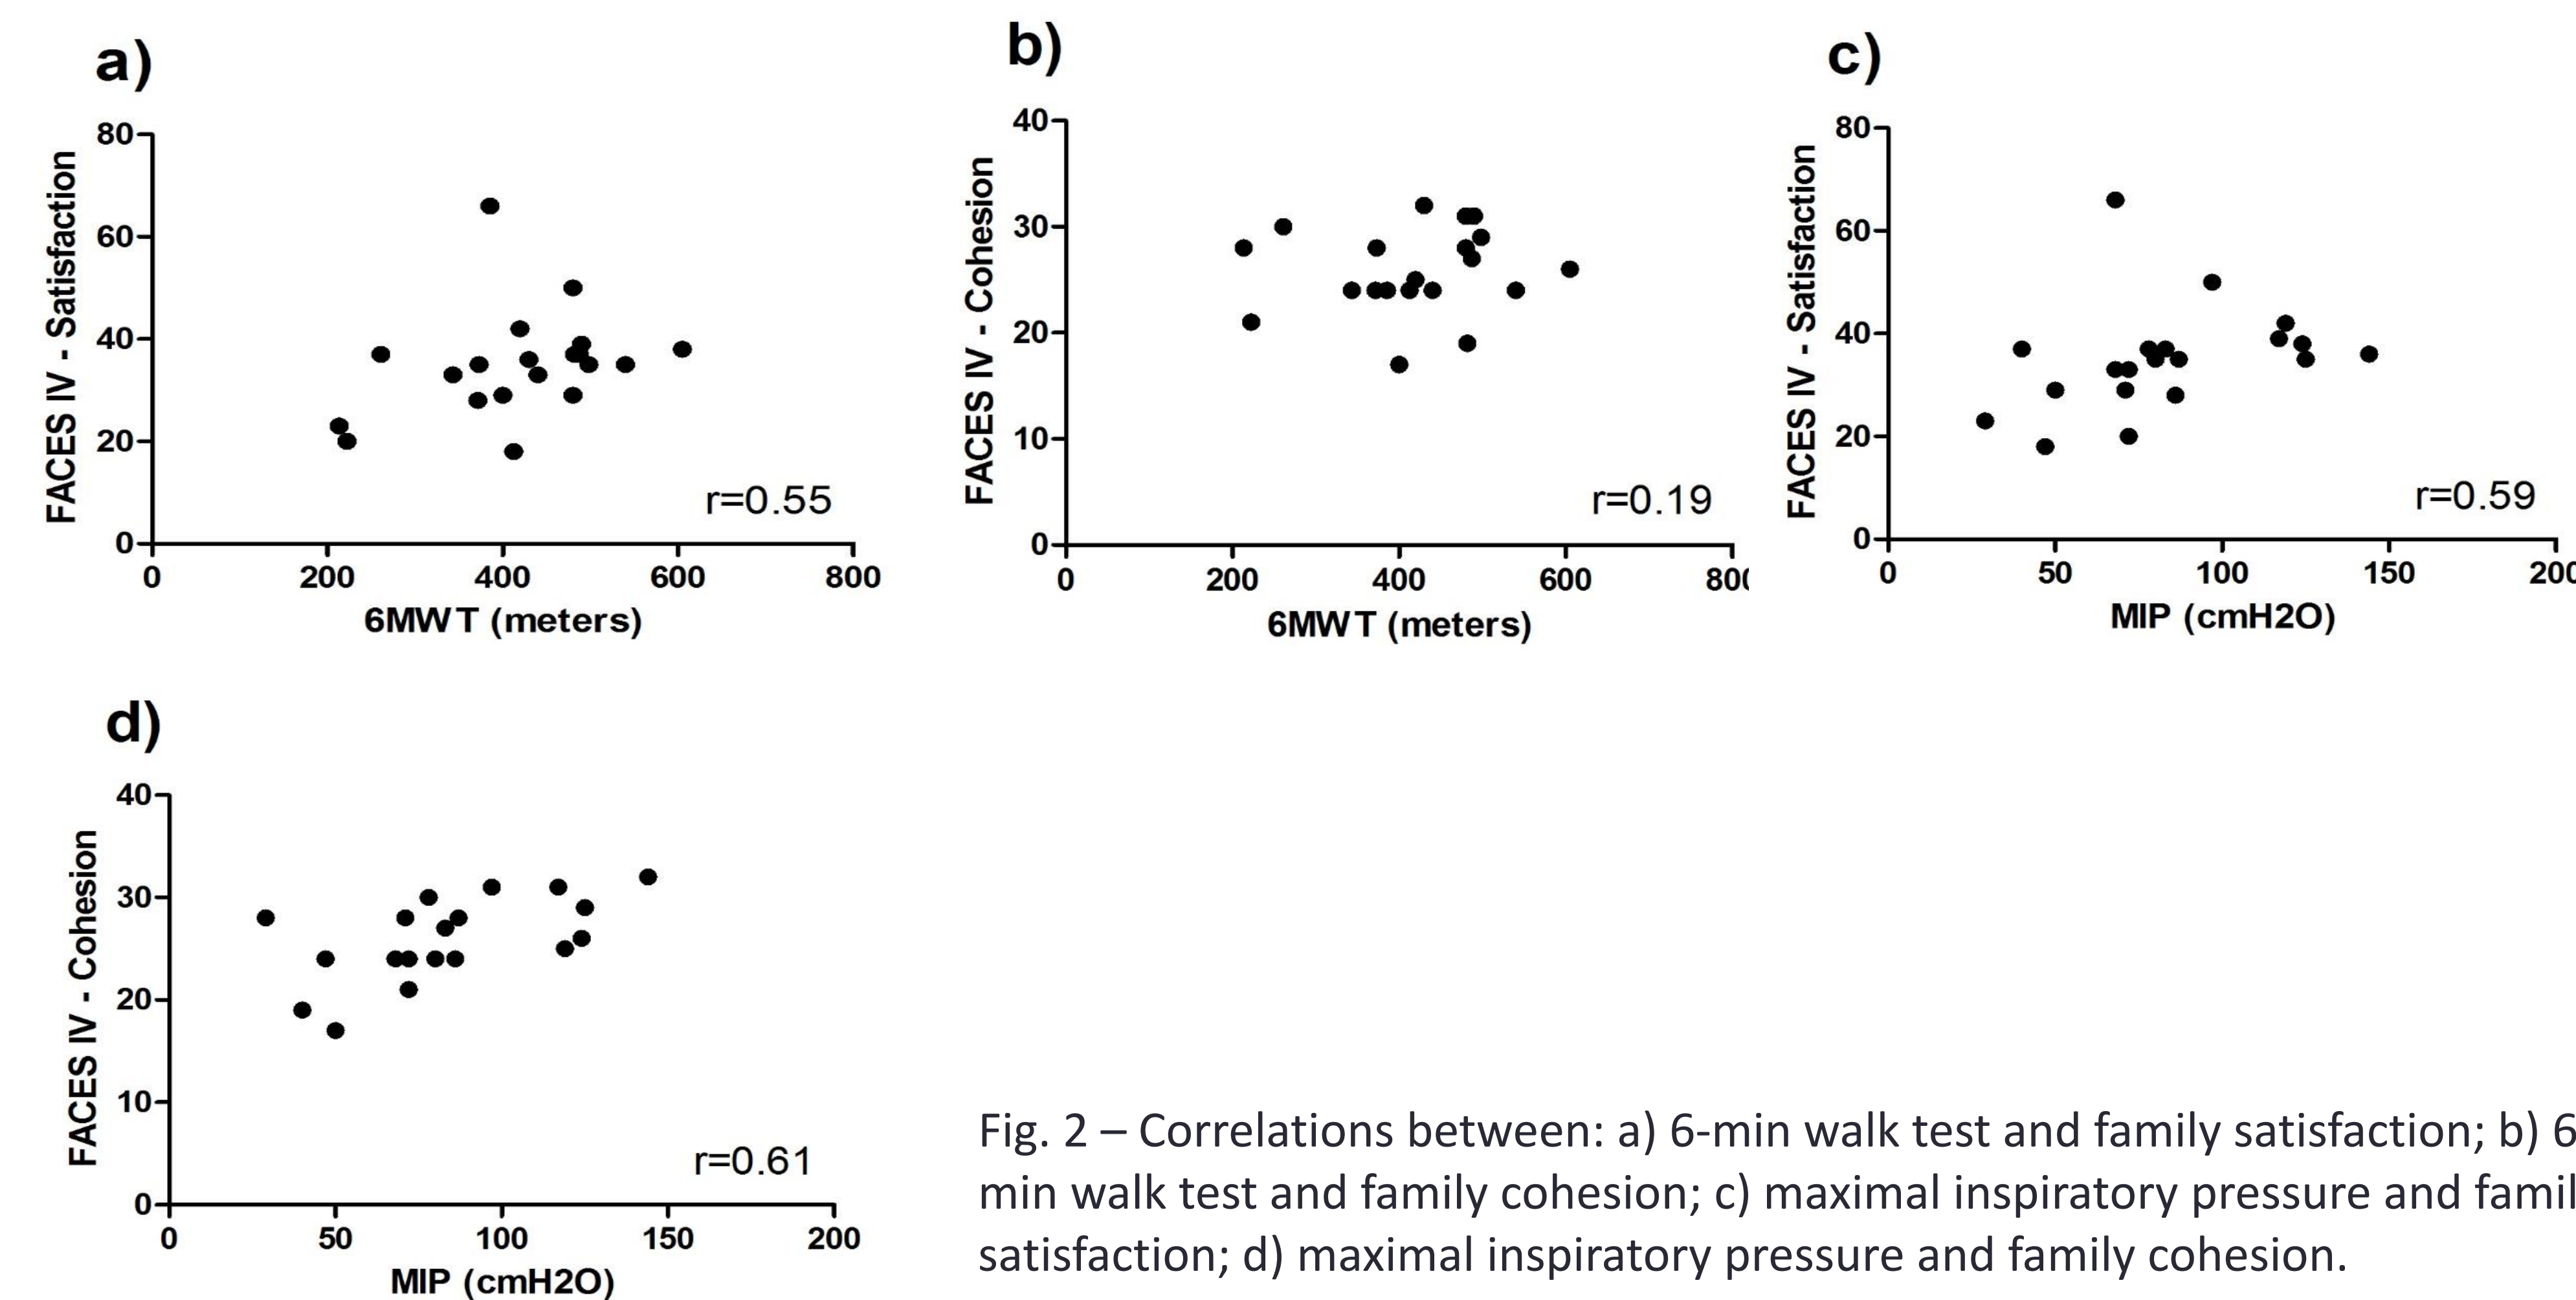 a)
FACES IV - Satisfaction
80
60
40
20
0
0 200 400 600 800
6MWT (meters)
r=0.55
b)
FACES IV - Cohesion
40
30
20
10
0
0 200 400 600 800
6MWT (meters)
r=0.19
c)
FACES IV - Satisfaction
80
60
40
20
0
0 50 100 150 200
MIP (cmH2O)
r=0.59
d)
FACES IV - Cohesion
40
30
20
10
0
0 50 100 150 200
MIP (cmH2O)
r=0.61
Fig. 2 – Correlations between: a) 6-min walk test and family satisfaction; b) 6
min walk test and family cohesion; c) maximal inspiratory pressure and famil
satisfaction; d) maximal inspiratory pressure and family cohesion.